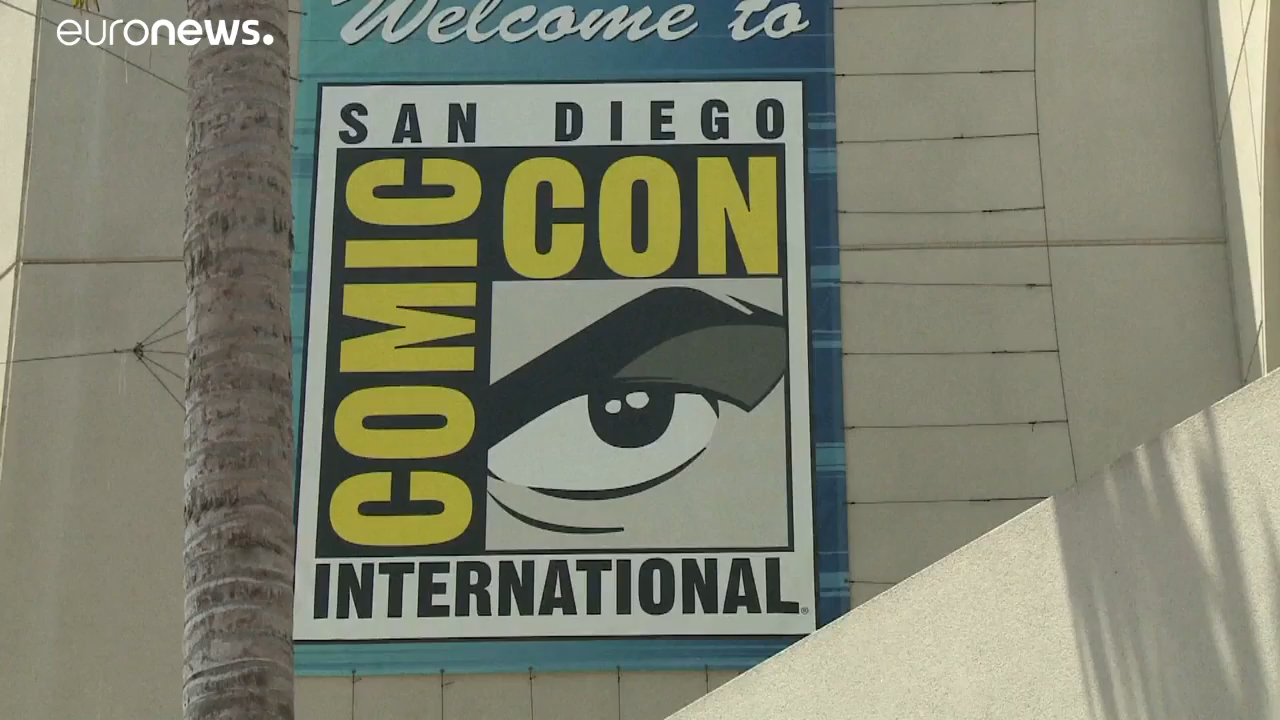 euronews.
Welcome to
SAN DIEGO
COMIC CON
INTERNATIONAL®